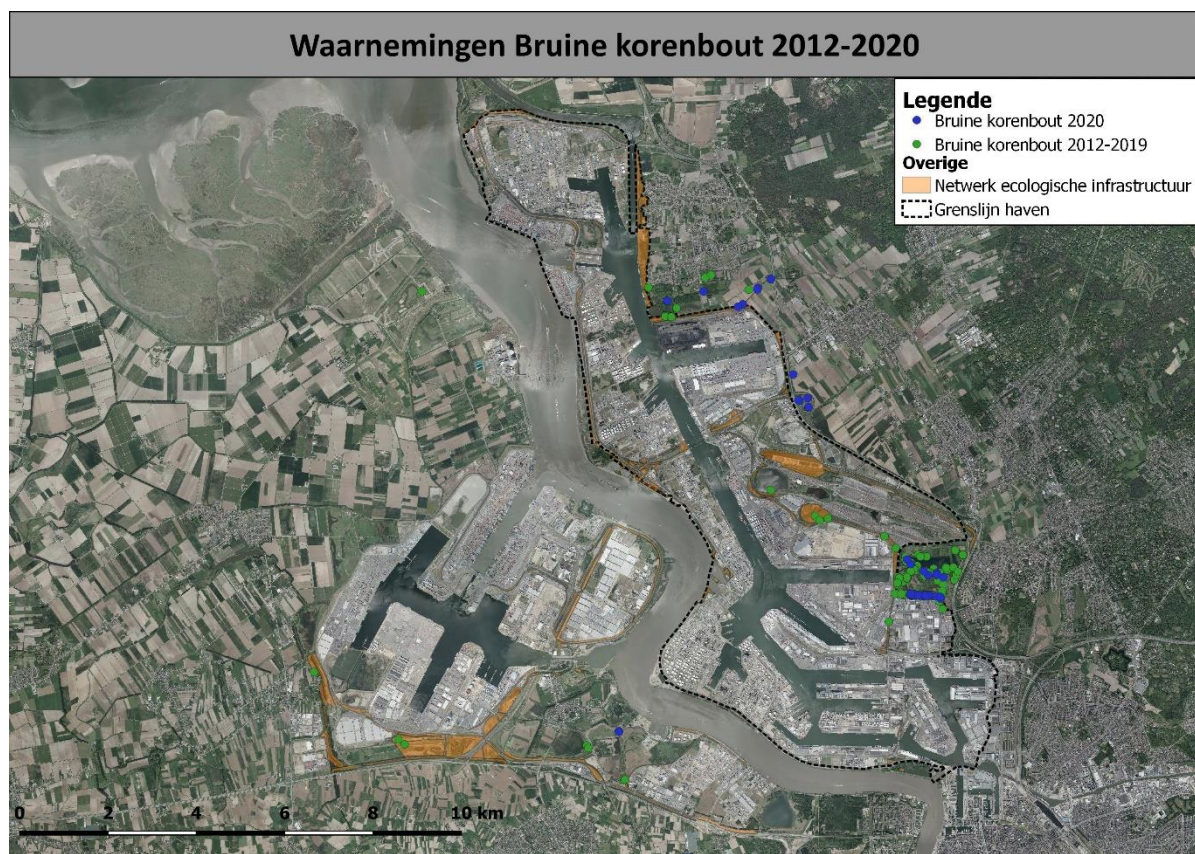 Waarnemingen Bruine korenbout 2012-2020
Legende
Bruine korenbout 2020
Bruine korenbout 2012-2019
Overige
Netwerk ecologische infrastructuur
Grenslijn haven
0 2 4 6 8 10 km